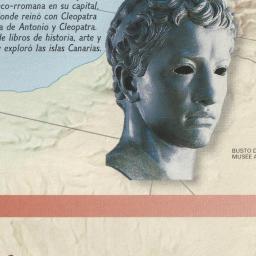 co-rromana en su capital,
onde reinó con Cleopatra
a de Antonio y Cleopatra.
le libros de historia, arte y
exploró las islas Canarias.
BUSTO D
MUSEE A